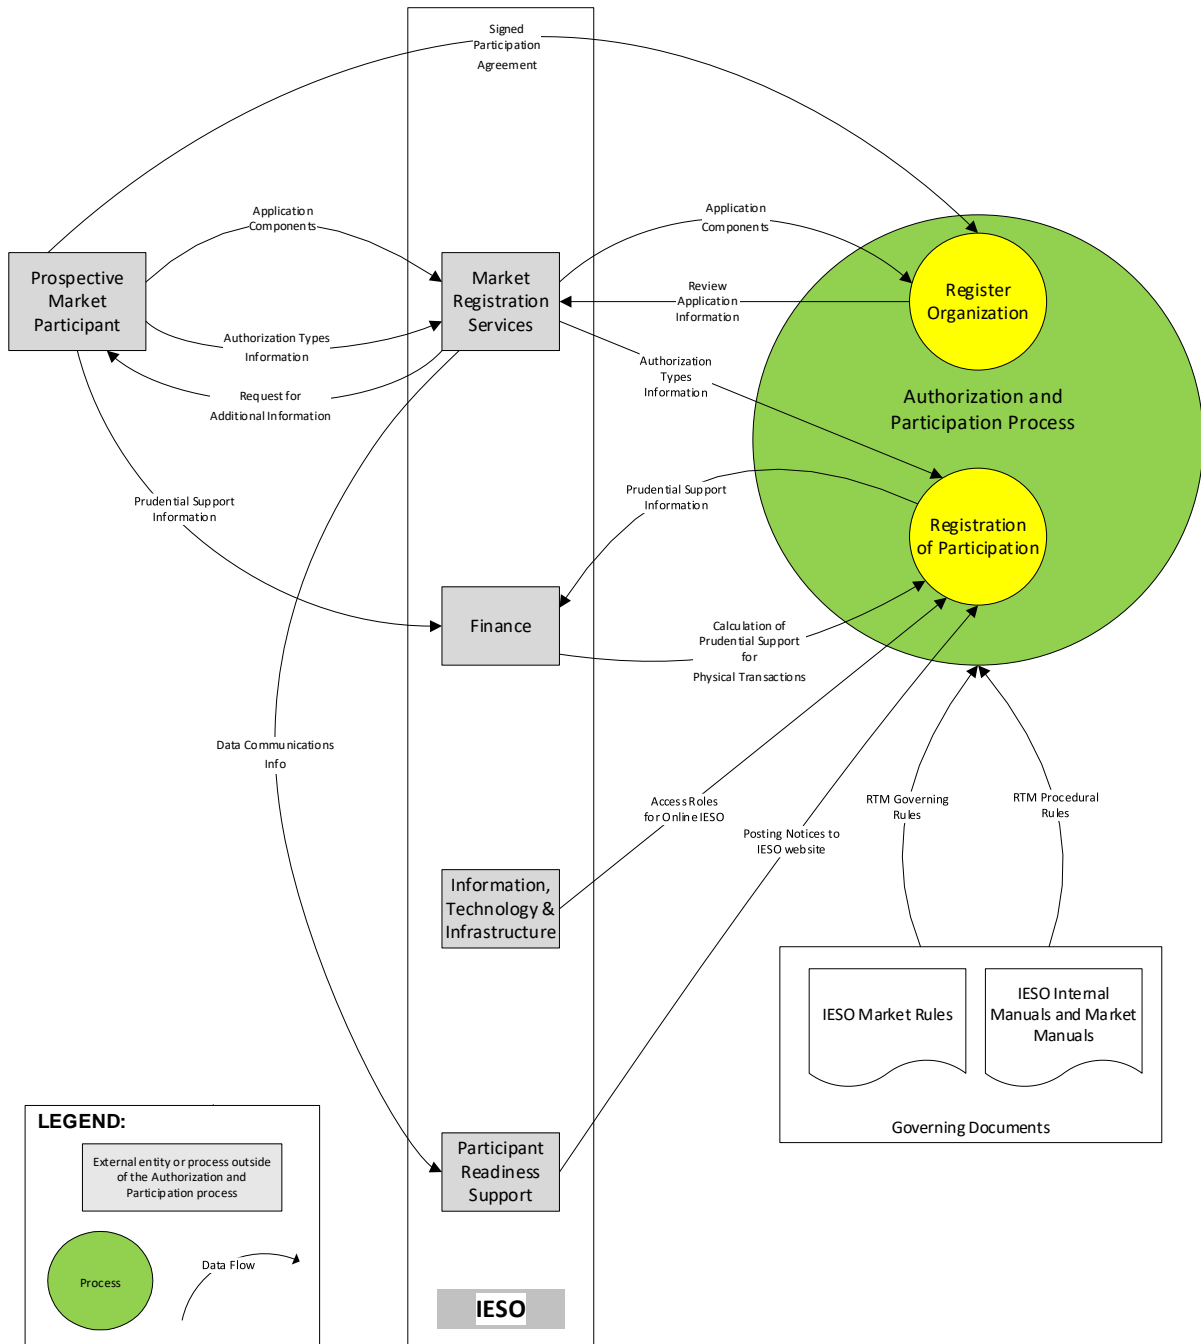 Signed
Participation
Agreement
Application
Components
Application
Components
Prospective
Market
Participant
Market
Registration
Services
Review
Application
Information
Register
Organization
Authorization Types
Information
Authorization
Types
Information
Request for
Additional Information
Authorization and
Participation Process
Prudential Support
Information
Prudential Support
Information
Registration
of Participation
Finance
Calculation of
Prudential Support
for
Physical Transactions
Data Communications
Info
Access Roles
for Online IESO
Posting Notices to
IESO website
RTM Governing
Rules
RTM Procedural
Rules
Information,
Technology &
Infrastructure
IESO Market Rules
IESO Internal
Manuals and Market
Manuals
Governing Documents
Participant
Readiness
Support
LEGEND:
External entity or process outside
of the Authorization and
Participation process
Process
Data Flow
IESO